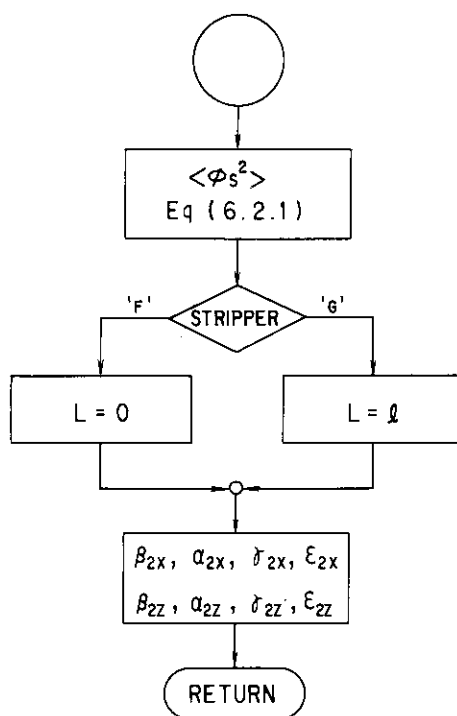 <φs²>
Eq (6.2.1)
'F'
STRIPPER
'G'
L = 0
L = ℓ
β₂ₓ, α₂ₓ, γ₂ₓ, ε₂ₓ
β₂z, α₂z, γ₂z, ε₂z
RETURN